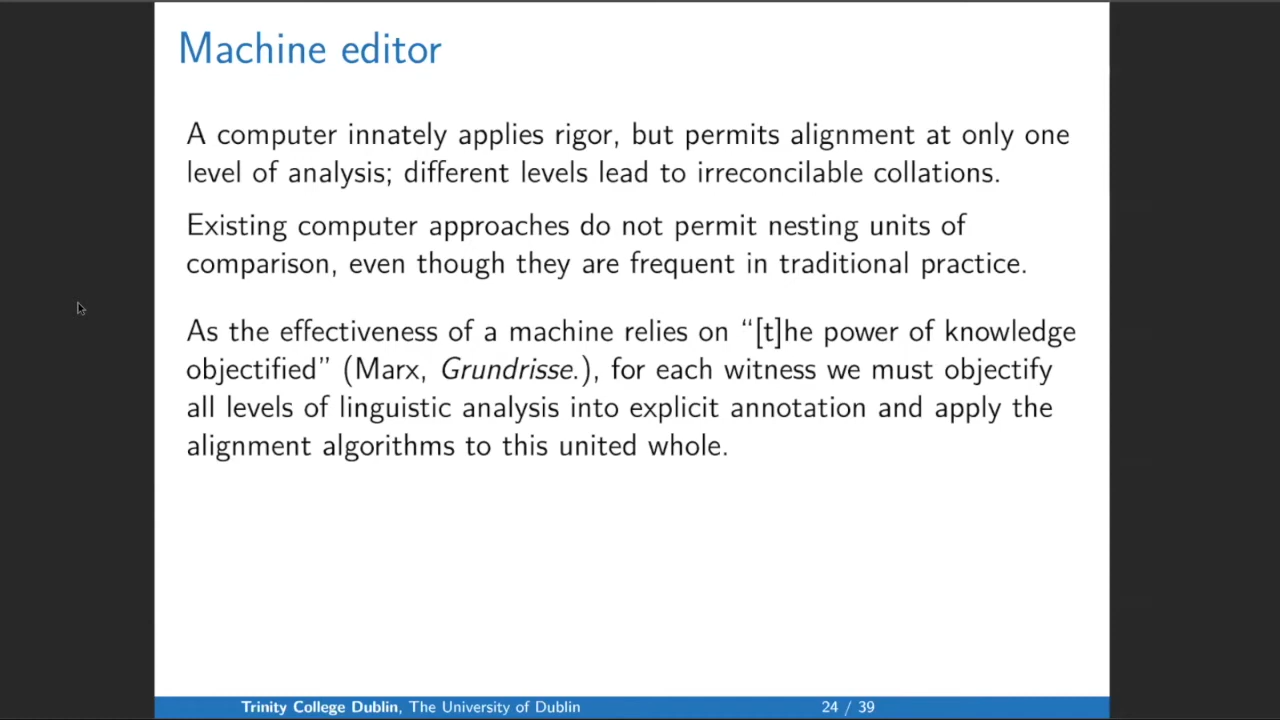 Machine editor
A computer innately applies rigor, but permits alignment at only one
level of analysis; different levels lead to irreconcilable collations.
Existing computer approaches do not permit nesting units of
comparison, even though they are frequent in traditional practice.
As the effectiveness of a machine relies on “[t]he power of knowledge
objectified” (Marx, Grundrisse.), for each witness we must objectify
all levels of linguistic analysis into explicit annotation and apply the
alignment algorithms to this united whole.
Trinity College Dublin, The University of Dublin 24 / 39